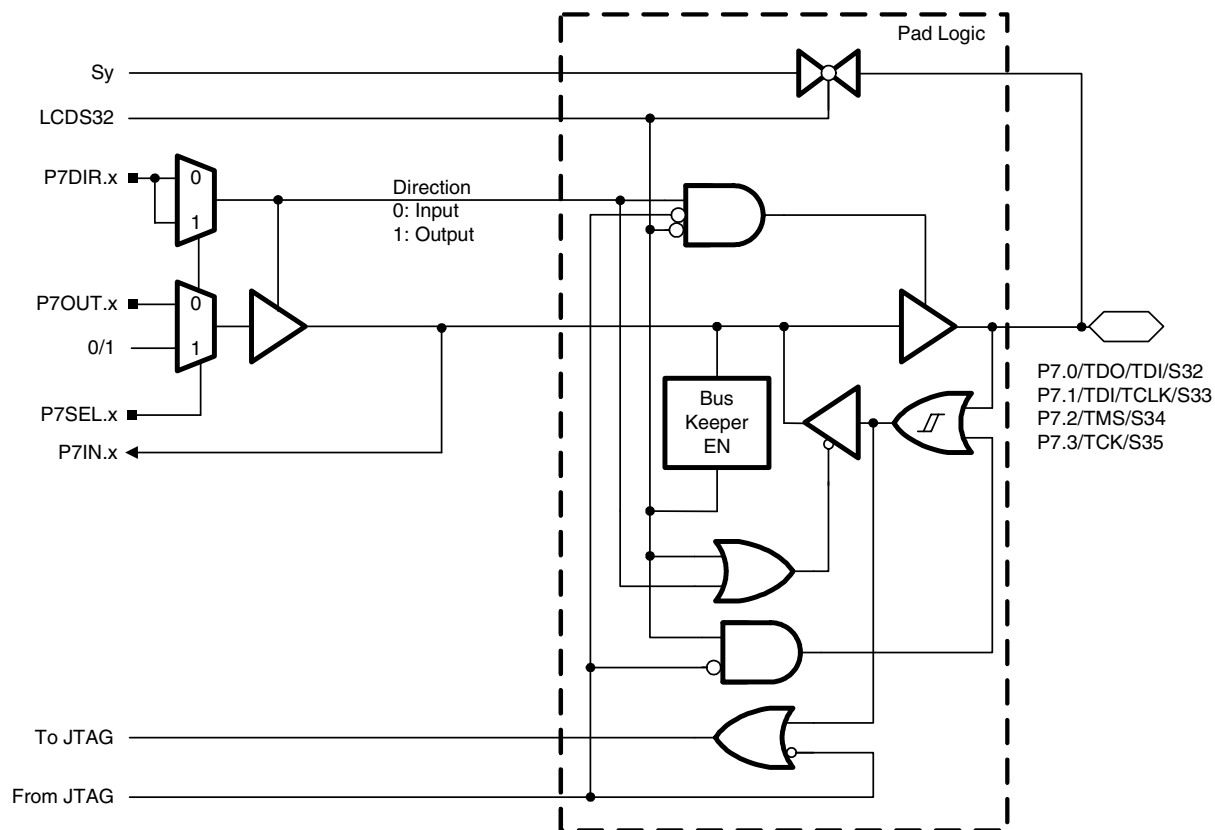 Pad Logic
Sy
LCDS32
P7DIR.x
0
1
Direction
0: Input
1: Output
P7OUT.x
0
0/1
1
P7SEL.x
P7IN.x
Bus
Keeper
EN
P7.0/TDO/TDI/S32
P7.1/TDI/TCLK/S33
P7.2/TMS/S34
P7.3/TCK/S35
To JTAG
From JTAG